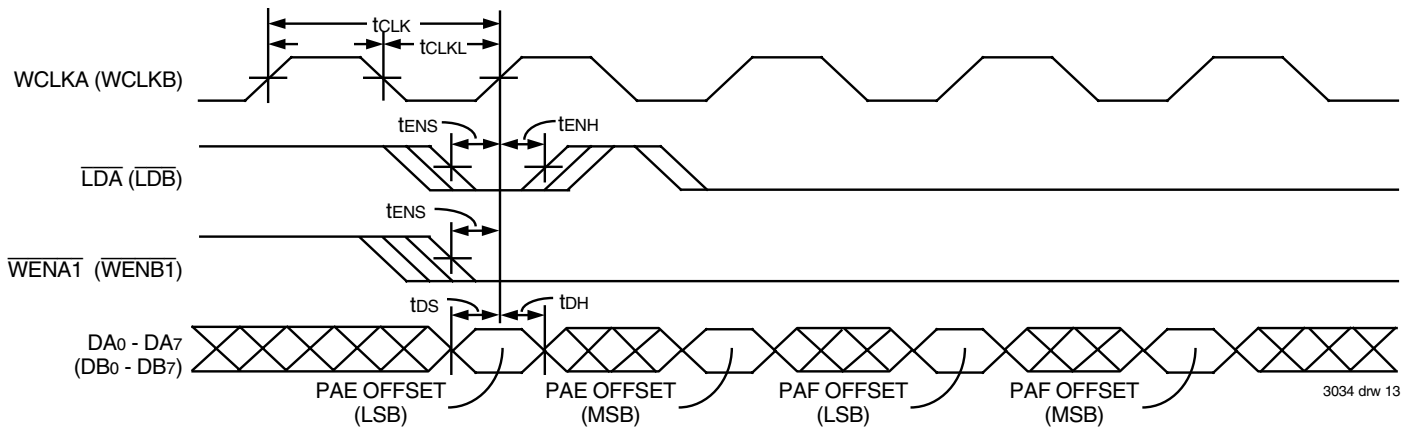 tCLK
tCLKL
WCLKA (WCLKB)
tENS
tENH
LDA (LDB)
tENS
WENA1 (WENB1)
tDS
tDH
DA0 - DA7
(DB0 - DB7)
PAE OFFSET
(LSB)
PAE OFFSET
(MSB)
PAF OFFSET
(LSB)
PAF OFFSET
(MSB)
3034 drw 13